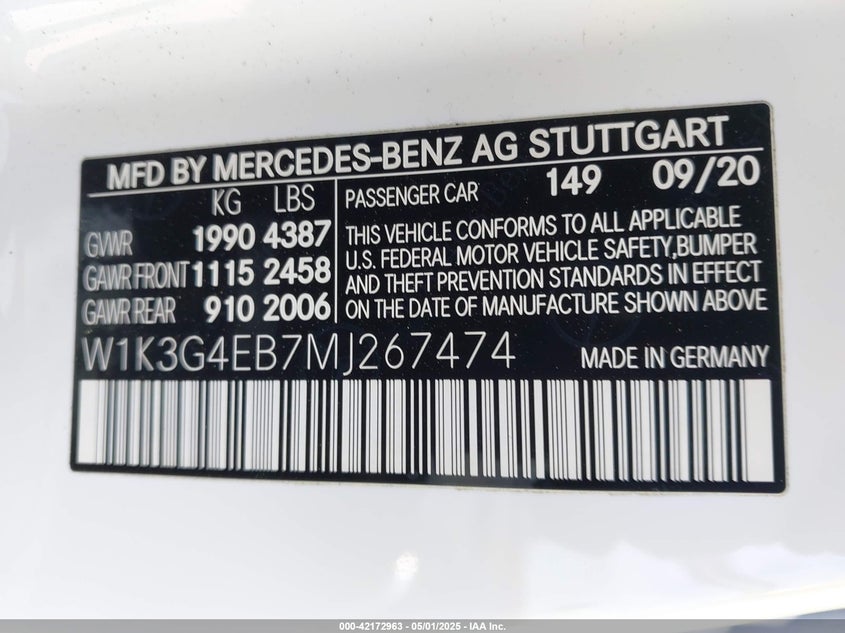 MFD BY MERCEDES-BENZ AG STUTTGART
KG LBS
GVWR 1990 4387
GAWR FRONT 1115 2458
GAWR REAR 910 2006
PASSENGER CAR 149 09/20
THIS VEHICLE CONFORMS TO ALL APPLICABLE
U.S. FEDERAL MOTOR VEHICLE SAFETY,BUMPER
AND THEFT PREVENTION STANDARDS IN EFFECT
ON THE DATE OF MANUFACTURE SHOWN ABOVE
W1K3G4EB7MJ267474 MADE IN GERMANY
000-42172963 - 05/01/2025 - IAA Inc.